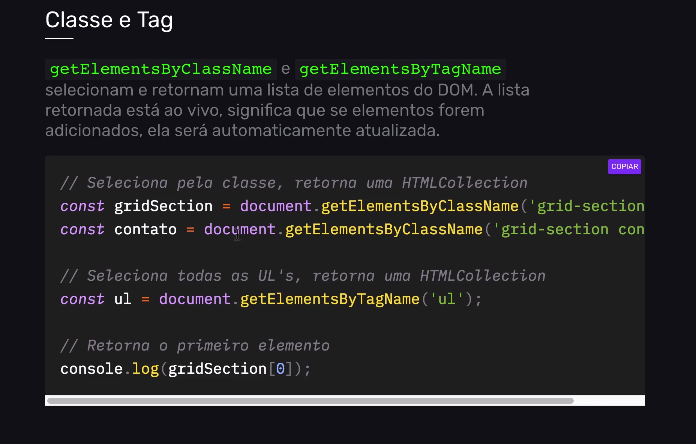 Classe e Tag
getElementsByClassName e getElementsByTagName
selecionam e retornam uma lista de elementos do DOM. A lista
retornada está ao vivo, significa que se elementos forem
adicionados, ela será automaticamente atualizada.
COPIAR
// Seleciona pela classe, retorna uma HTMLCollection
const gridSection = document.getElementsByClassName('grid-section
const contato = document.getElementsByClassName('grid-section con
// Seleciona todas as UL's, retorna uma HTMLCollection
const ul = document.getElementsByTagName('ul');
// Retorna o primeiro elemento
console.log(gridSection[0]);